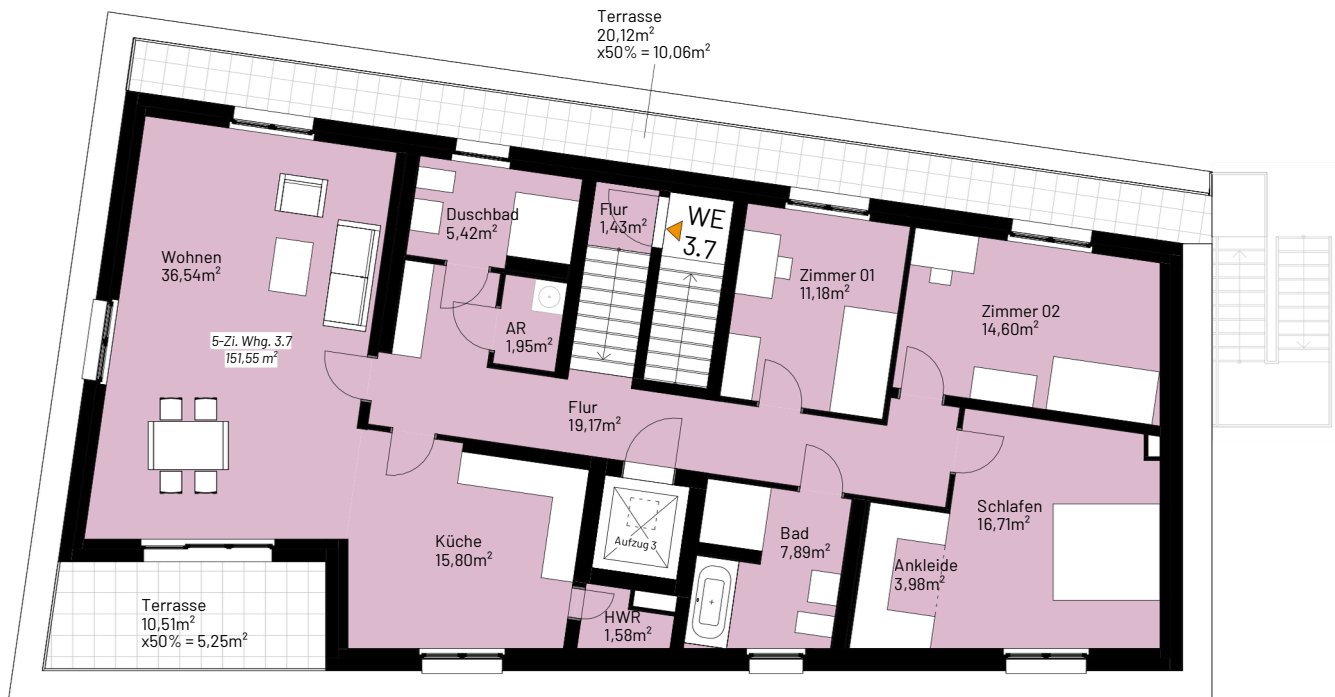 Terrasse
20,12m²
x50% = 10,06m²
Duschbad
5,42m²
Flur
1,43m²
WE
3.7
Wohnen
36,54m²
Zimmer 01
11,18m²
Zimmer 02
14,60m²
5-Zi. Whg. 3.7
151,55 m²
AR
1,95m²
Flur
19,17m²
Schlafen
16,71m²
Küche
15,80m²
Aufzug 3
Bad
7,89m²
Ankleide
3,98m²
Terrasse
10,51m²
x50% = 5,25m²
HWR
1,58m²